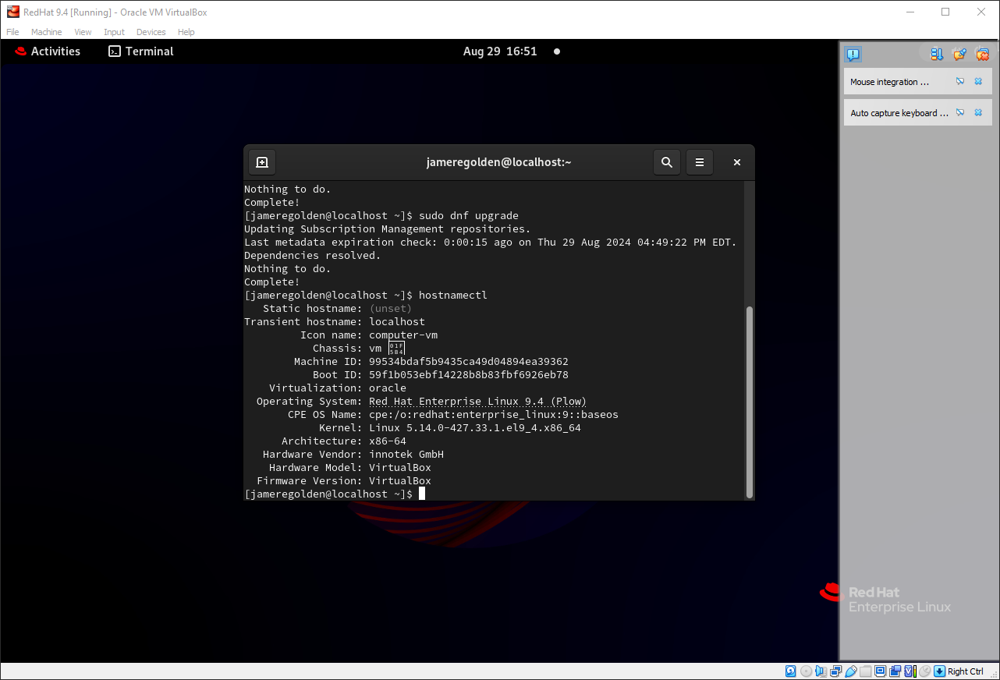 RedHat 9.4 [Running] - Oracle VM VirtualBox
File Machine View Input Devices Help
Activities Terminal Aug 29 16:51
Mouse integration ...
Auto capture keyboard ...
jameregolden@localhost:~
Nothing to do.
Complete!
[jameregolden@localhost ~]$ sudo dnf upgrade
Updating Subscription Management repositories.
Last metadata expiration check: 0:00:15 ago on Thu 29 Aug 2024 04:49:22 PM EDT.
Dependencies resolved.
Nothing to do.
Complete!
[jameregolden@localhost ~]$ hostnamectl
Static hostname: (unset)
Transient hostname: localhost
Icon name: computer-vm
Chassis: vm
Machine ID: 99534bdaf5b9435ca49d04894ea39362
Boot ID: 59f1b053ebf14228b8b83fbf6926eb78
Virtualization: oracle
Operating System: Red Hat Enterprise Linux 9.4 (Plow)
CPE OS Name: cpe:/o:redhat:enterprise_linux:9::baseos
Kernel: Linux 5.14.0-427.33.1.el9_4.x86_64
Architecture: x86-64
Hardware Vendor: innotek GmbH
Hardware Model: VirtualBox
Firmware Version: VirtualBox
[jameregolden@localhost ~]$
Red Hat
Enterprise Linux
Right Ctrl